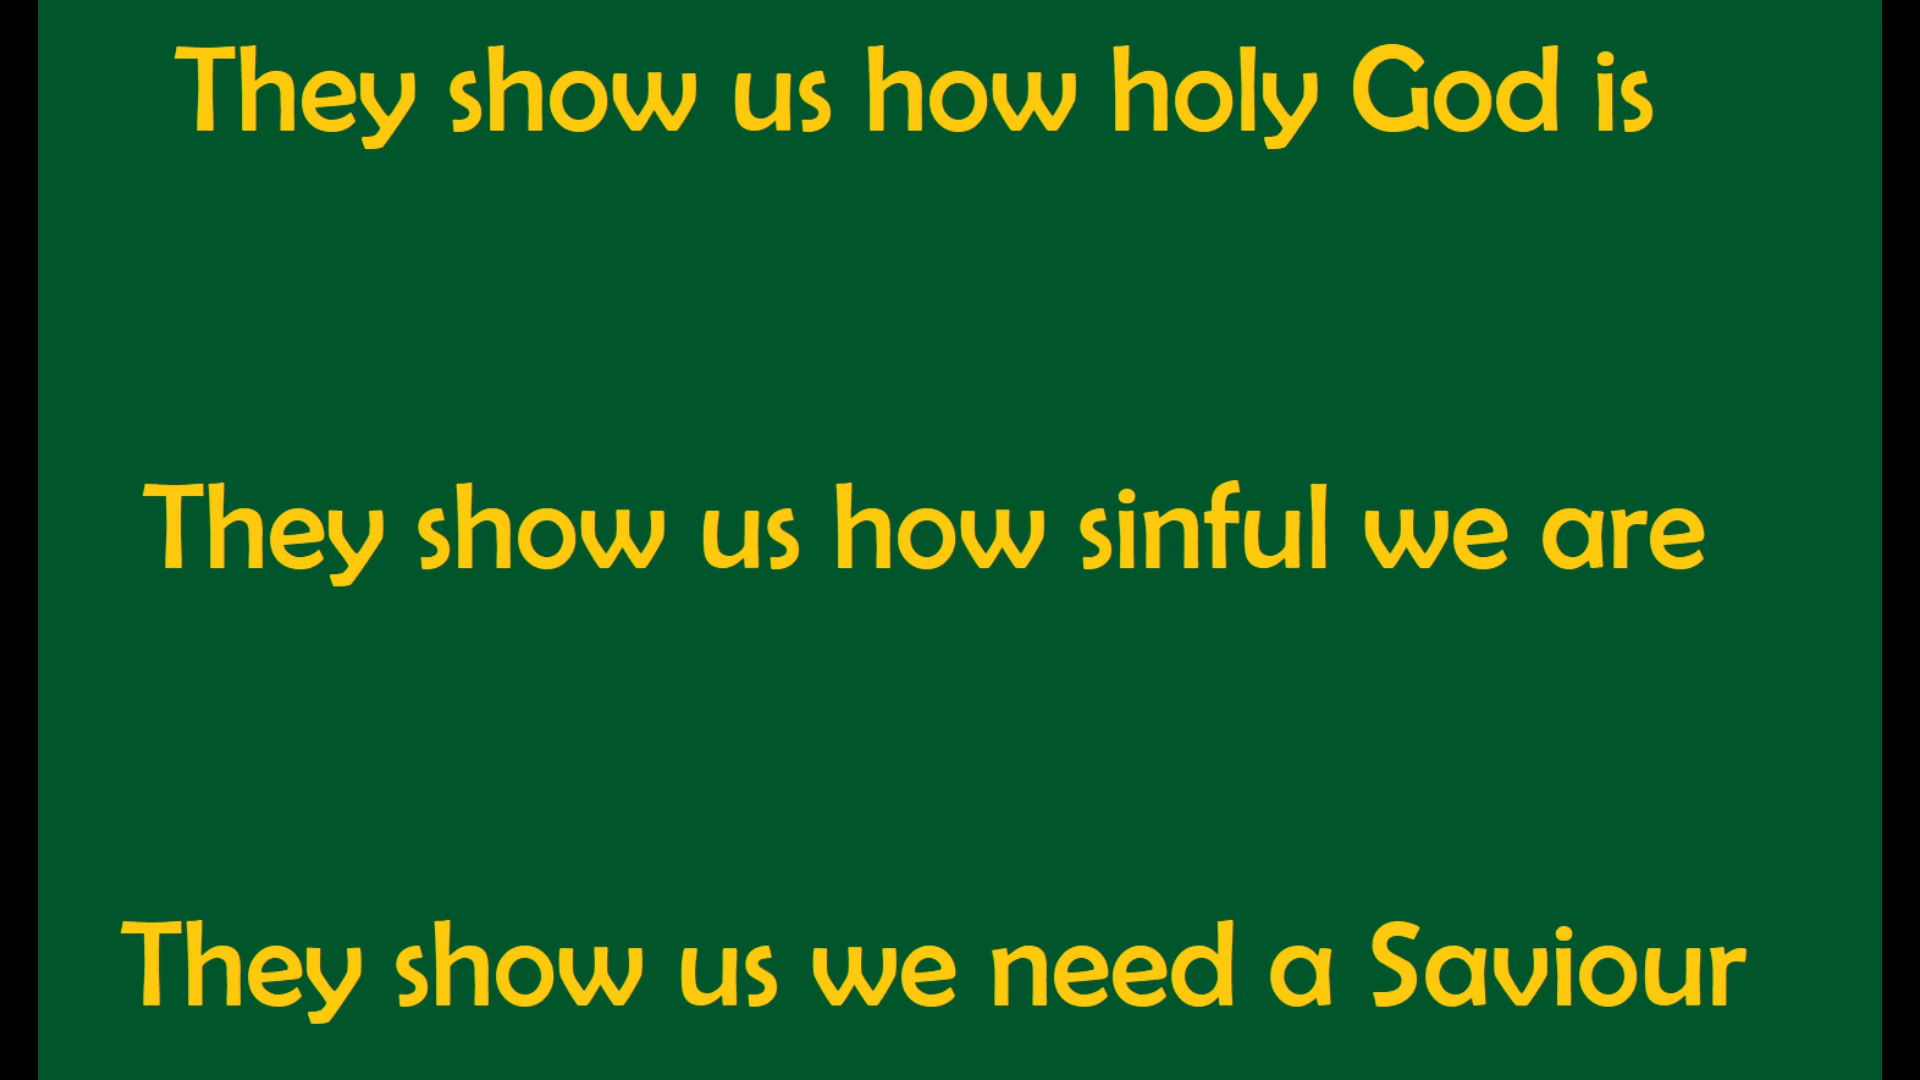 They show us how holy God is
They show us how sinful we are
They show us we need a Saviour